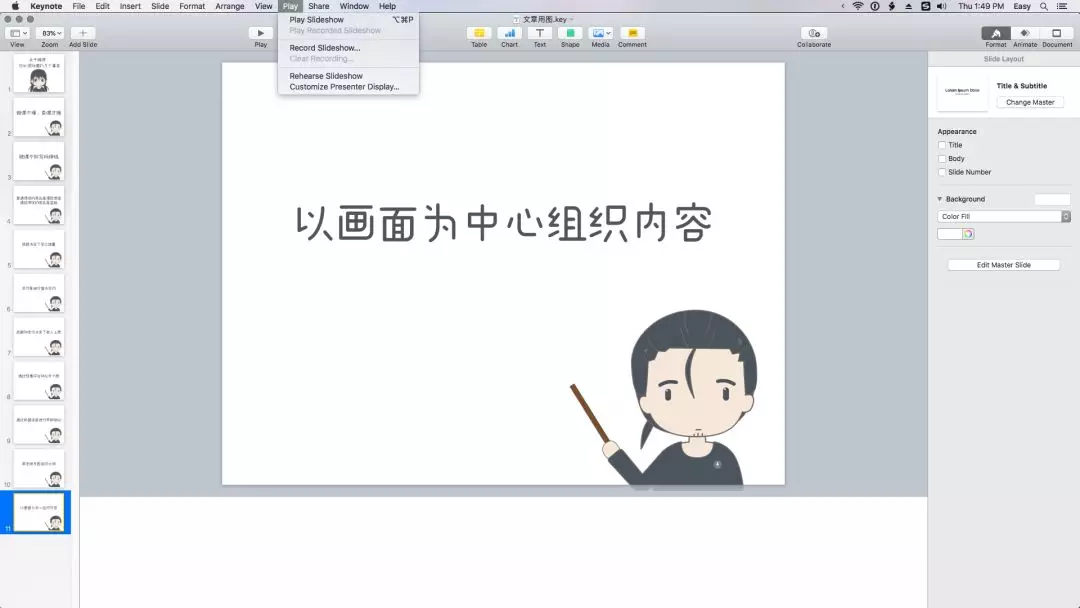 Keynote File Edit Insert Slide Format Arrange View Play Share Window Help
Thu 1:49 PM Easy
文章用图.key
83%
View Zoom Add Slide
Play
Table Chart Text Shape Media Comment
Collaborate
Format Animate Document
Play Slideshow ⌥⌘P
Play Recorded Slideshow
Record Slideshow...
Clear Recording...
Rehearse Slideshow
Customize Presenter Display...
1
2
3
4
5
6
7
8
9
10
11
以画面为中心组织内容
Slide Layout
Title & Subtitle
Change Master
Appearance
Title
Body
Slide Number
Background
Color Fill
Edit Master Slide